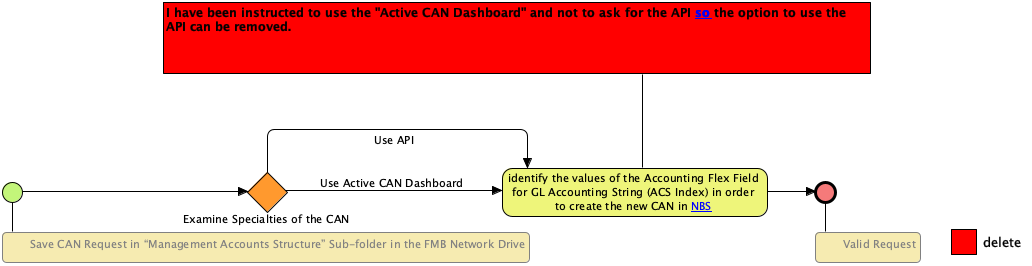 I have been instructed to use the "Active CAN Dashboard" and not to ask for the API so the option to use the
API can be removed.
Use API
Use Active CAN Dashboard
identify the values of the Accounting Flex Field
for GL Accounting String (ACS Index) in order
to create the new CAN in NBS
Examine Specialties of the CAN
Save CAN Request in “Management Accounts Structure” Sub-folder in the FMB Network Drive
Valid Request
delete